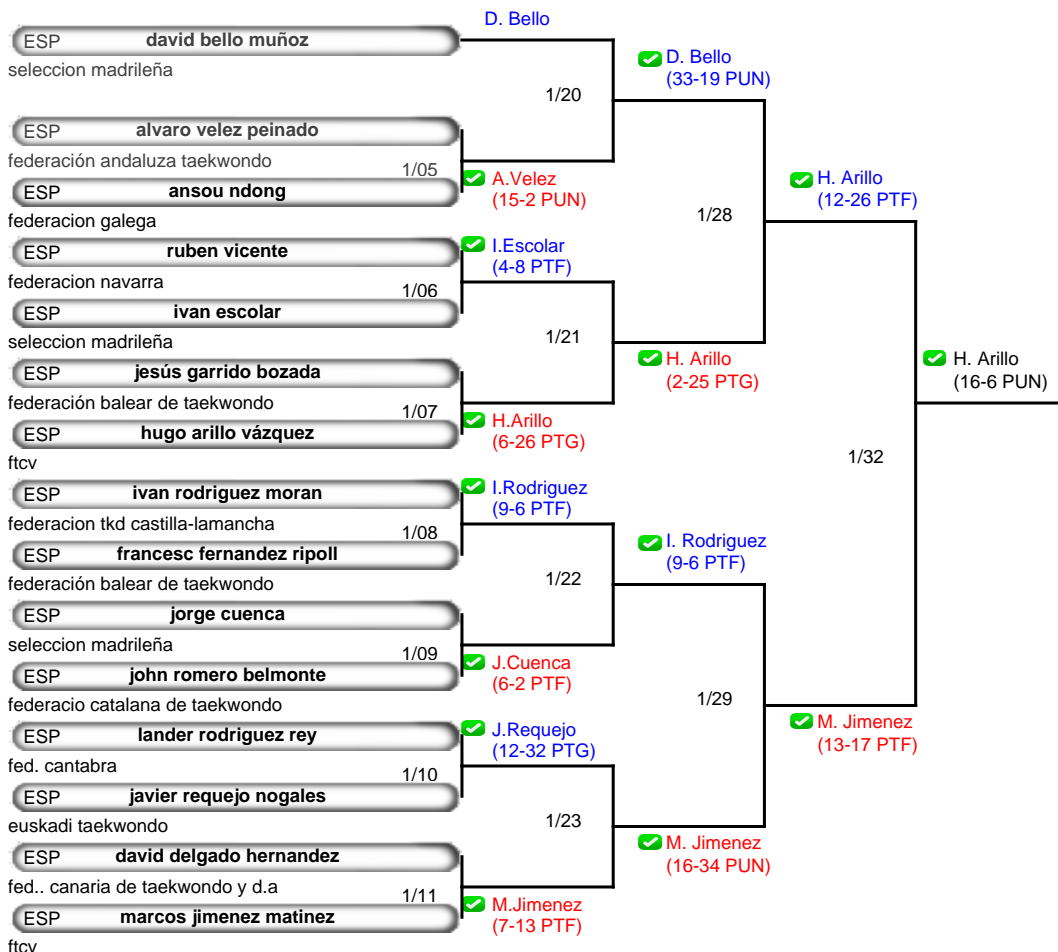 D. Bello
ESP david bello muñoz
seleccion madrileña
D. Bello
(33-19 PUN)
1/20
ESP alvaro velez peinado
federación andaluza taekwondo
1/05
A.Velez
(15-2 PUN)
ESP ansou ndong
federacion galega
H. Arillo
(12-26 PTF)
1/28
ESP ruben vicente
federacion navarra
I.Escolar
(4-8 PTF)
1/06
ESP ivan escolar
seleccion madrileña
1/21
ESP jesús garrido bozada
federación balear de taekwondo
H. Arillo
(2-25 PTG)
H. Arillo
(16-6 PUN)
1/07
ESP hugo arillo vázquez
ftcv
H.Arillo
(6-26 PTG)
1/32
ESP ivan rodriguez moran
federacion tkd castilla-lamancha
I.Rodriguez
(9-6 PTF)
1/08
ESP francesc fernandez ripoll
federación balear de taekwondo
I. Rodriguez
(9-6 PTF)
1/22
ESP jorge cuenca
seleccion madrileña
1/09
ESP john romero belmonte
federacio catalana de taekwondo
J.Cuenca
(6-2 PTF)
1/29
ESP lander rodriguez rey
fed. cantabra
J.Requejo
(12-32 PTG)
M. Jimenez
(13-17 PTF)
1/10
ESP javier requejo nogales
euskadi taekwondo
1/23
ESP david delgado hernandez
fed.. canaria de taekwondo y d.a
M. Jimenez
(16-34 PUN)
1/11
ESP marcos jimenez matinez
ftcv
M.Jimenez
(7-13 PTF)